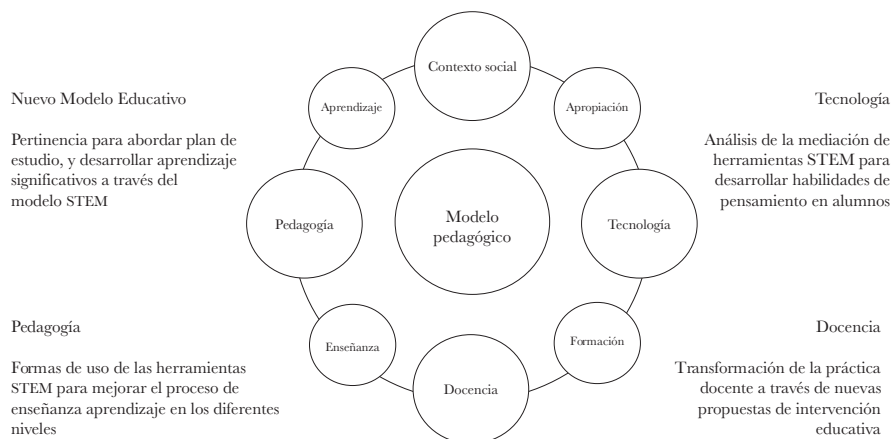 Contexto social
Aprendizaje
Apropiación
Nuevo Modelo Educativo
Pertinencia para abordar plan de
estudio, y desarrollar aprendizaje
significativos a través del
modelo STEM
Tecnología
Análisis de la mediación de
herramientas STEM para
desarrollar habilidades de
pensamiento en alumnos
Pedagogía
Modelo
pedagógico
Tecnología
Pedagogía
Formas de uso de las herramientas
STEM para mejorar el proceso de
enseñanza aprendizaje en los diferentes
niveles
Enseñanza
Docencia
Formación
Docencia
Transformación de la práctica
docente a través de nuevas
propuestas de intervención
educativa